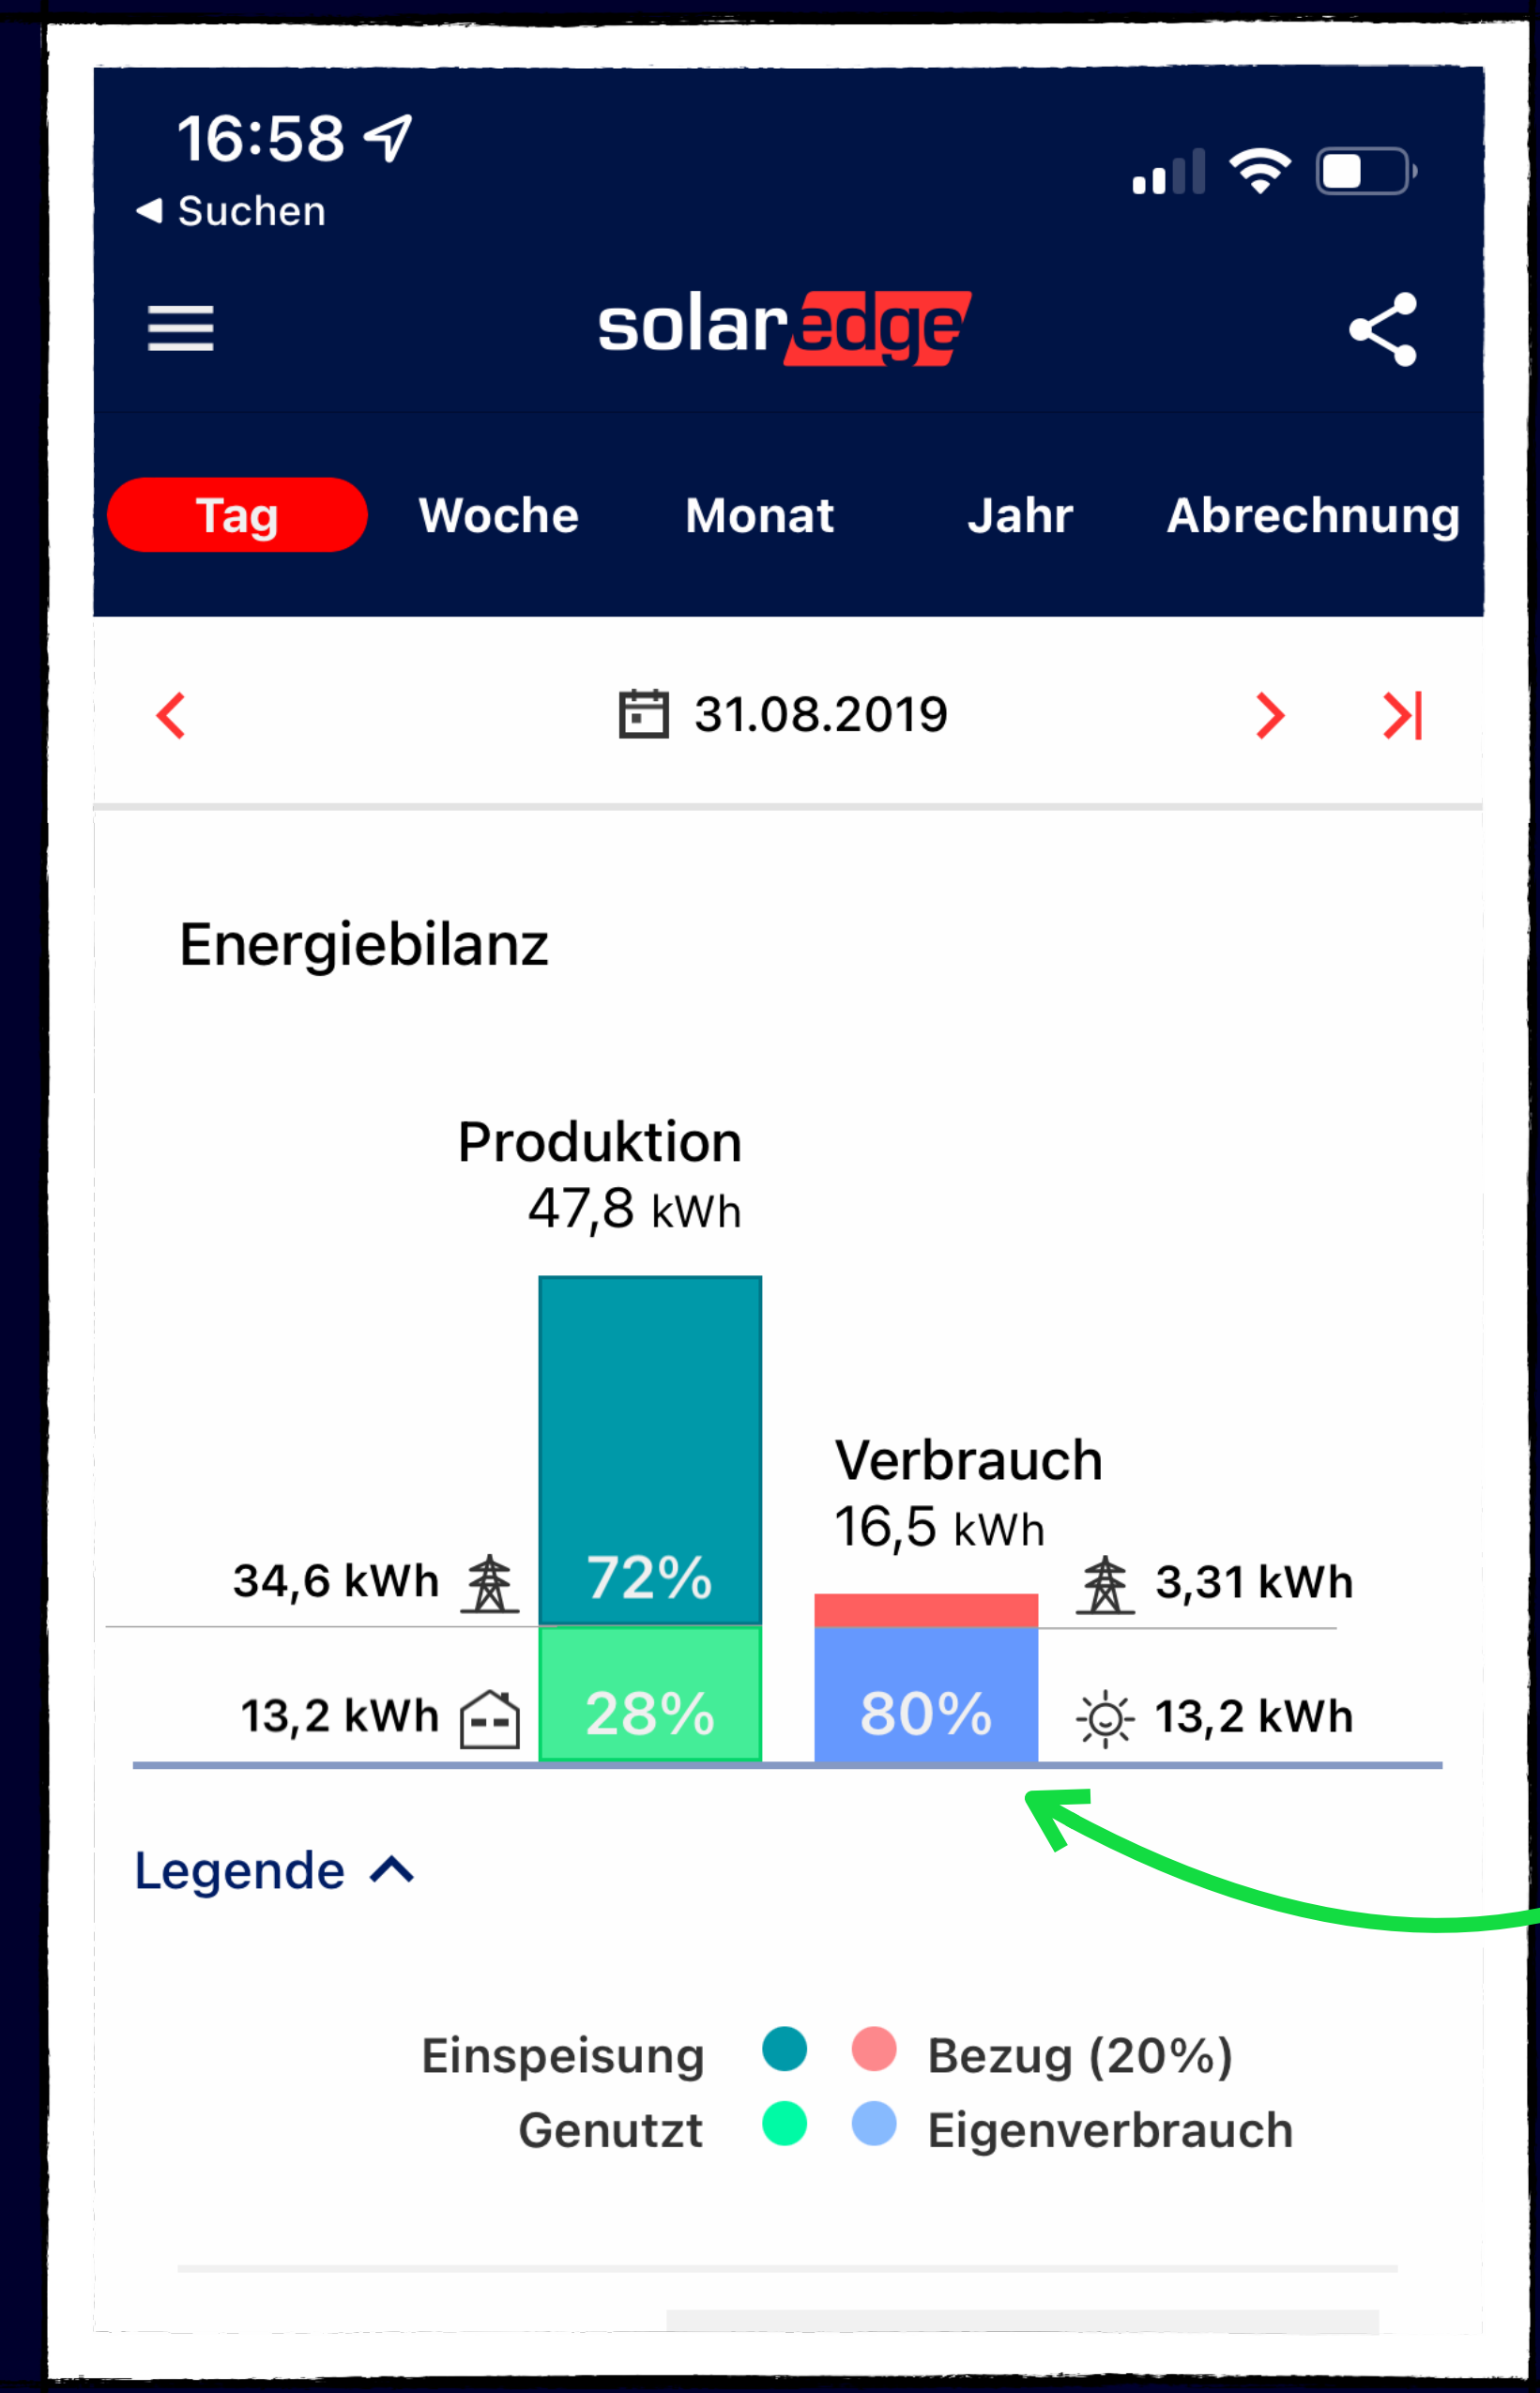 16:58
Suchen
solaredge
Tag Woche Monat Jahr Abrechnung
31.08.2019
Energiebilanz
Produktion
47,8 kWh
Verbrauch
16,5 kWh
34,6 kWh 72% 3,31 kWh
13,2 kWh 28% 80% 13,2 kWh
Legende
Einspeisung Bezug (20%)
Genutzt Eigenverbrauch